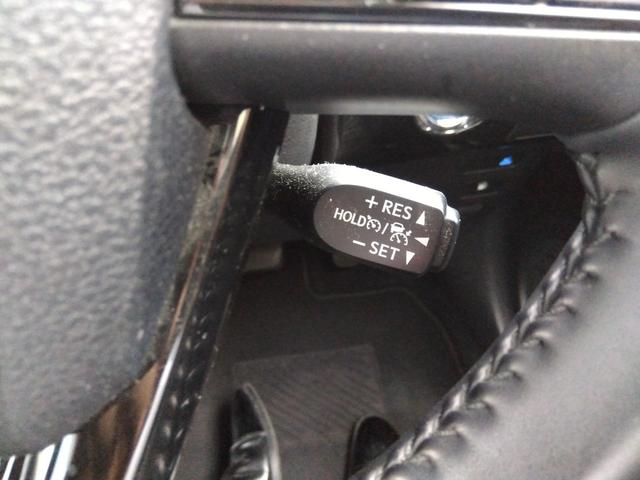 + RES
HOLD /
− SET